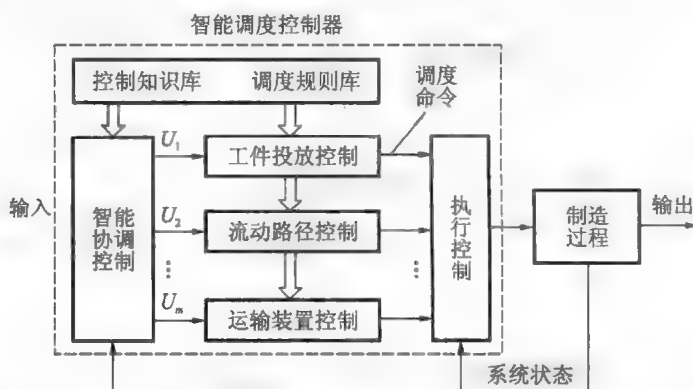 智能调度控制器
控制知识库 调度规则库
调度
命令
U₁
工件投放控制
输入
智能
协调
控制
U₂
流动路径控制
执行
控制
制造
过程
输出
⋮
⋮
Uₘ
运输装置控制
系统状态